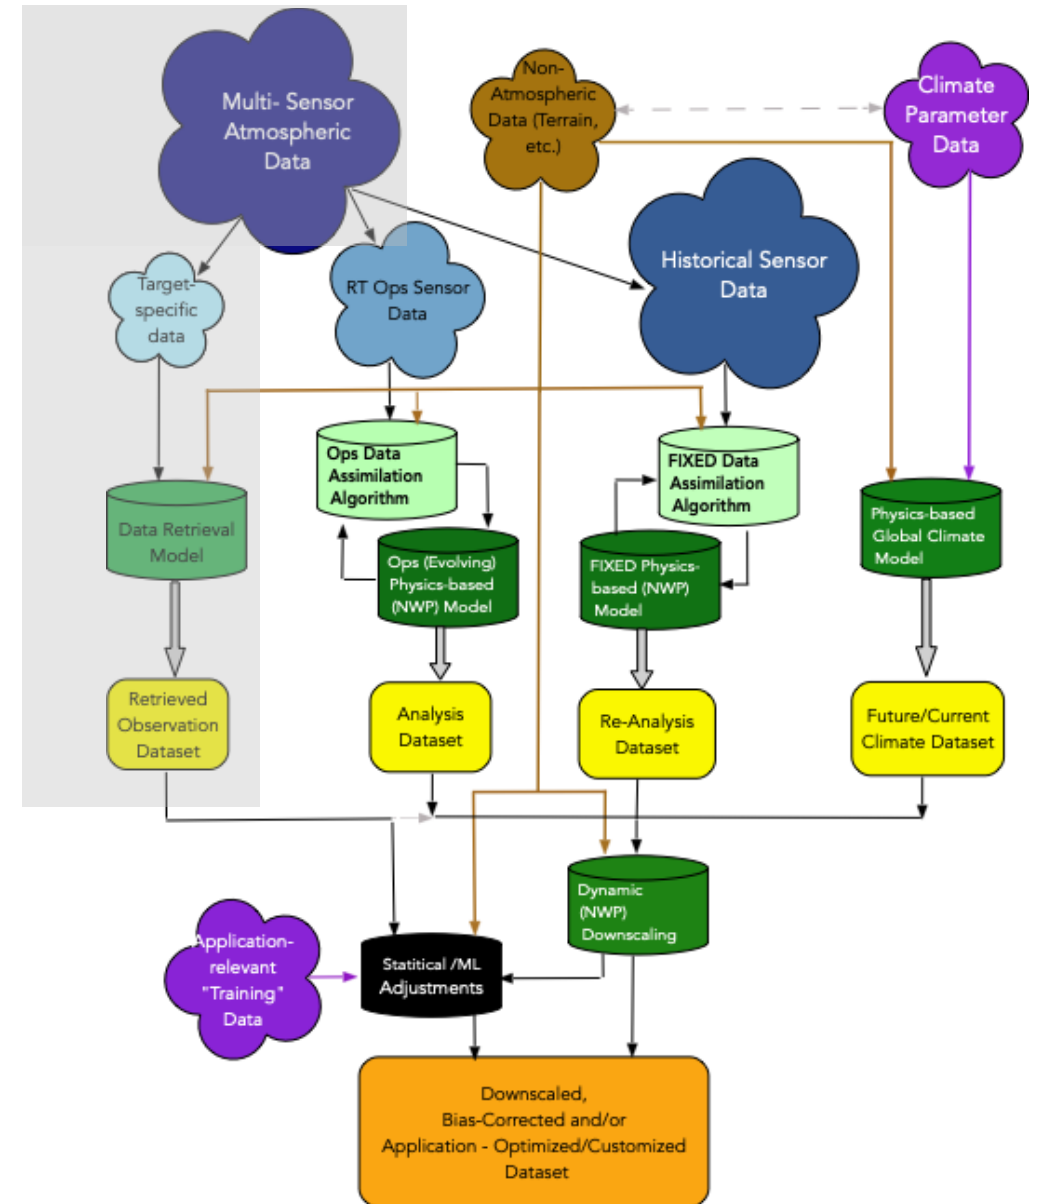 Multi- Sensor
Atmospheric
Data
Non-
Atmospheric
Data (Terrain,
etc.)
Climate
Parameter
Data
Target-
specific
data
RT Ops Sensor
Data
Historical Sensor
Data
Ops Data
Assimilation
Algorithm
FIXED Data
Assimilation
Algorithm
Data Retrieval
Model
Ops (Evolving)
Physics-based
(NWP) Model
FIXED Physics-
based (NWP)
Model
Physics-based
Global Climate
Model
Retrieved
Observation
Dataset
Analysis
Dataset
Re-Analysis
Dataset
Future/Current
Climate Dataset
Dynamic
(NWP)
Downscaling
Application-
relevant
"Training"
Data
Statitical /ML
Adjustments
Downscaled,
Bias-Corrected and/or
Application - Optimized/Customized
Dataset